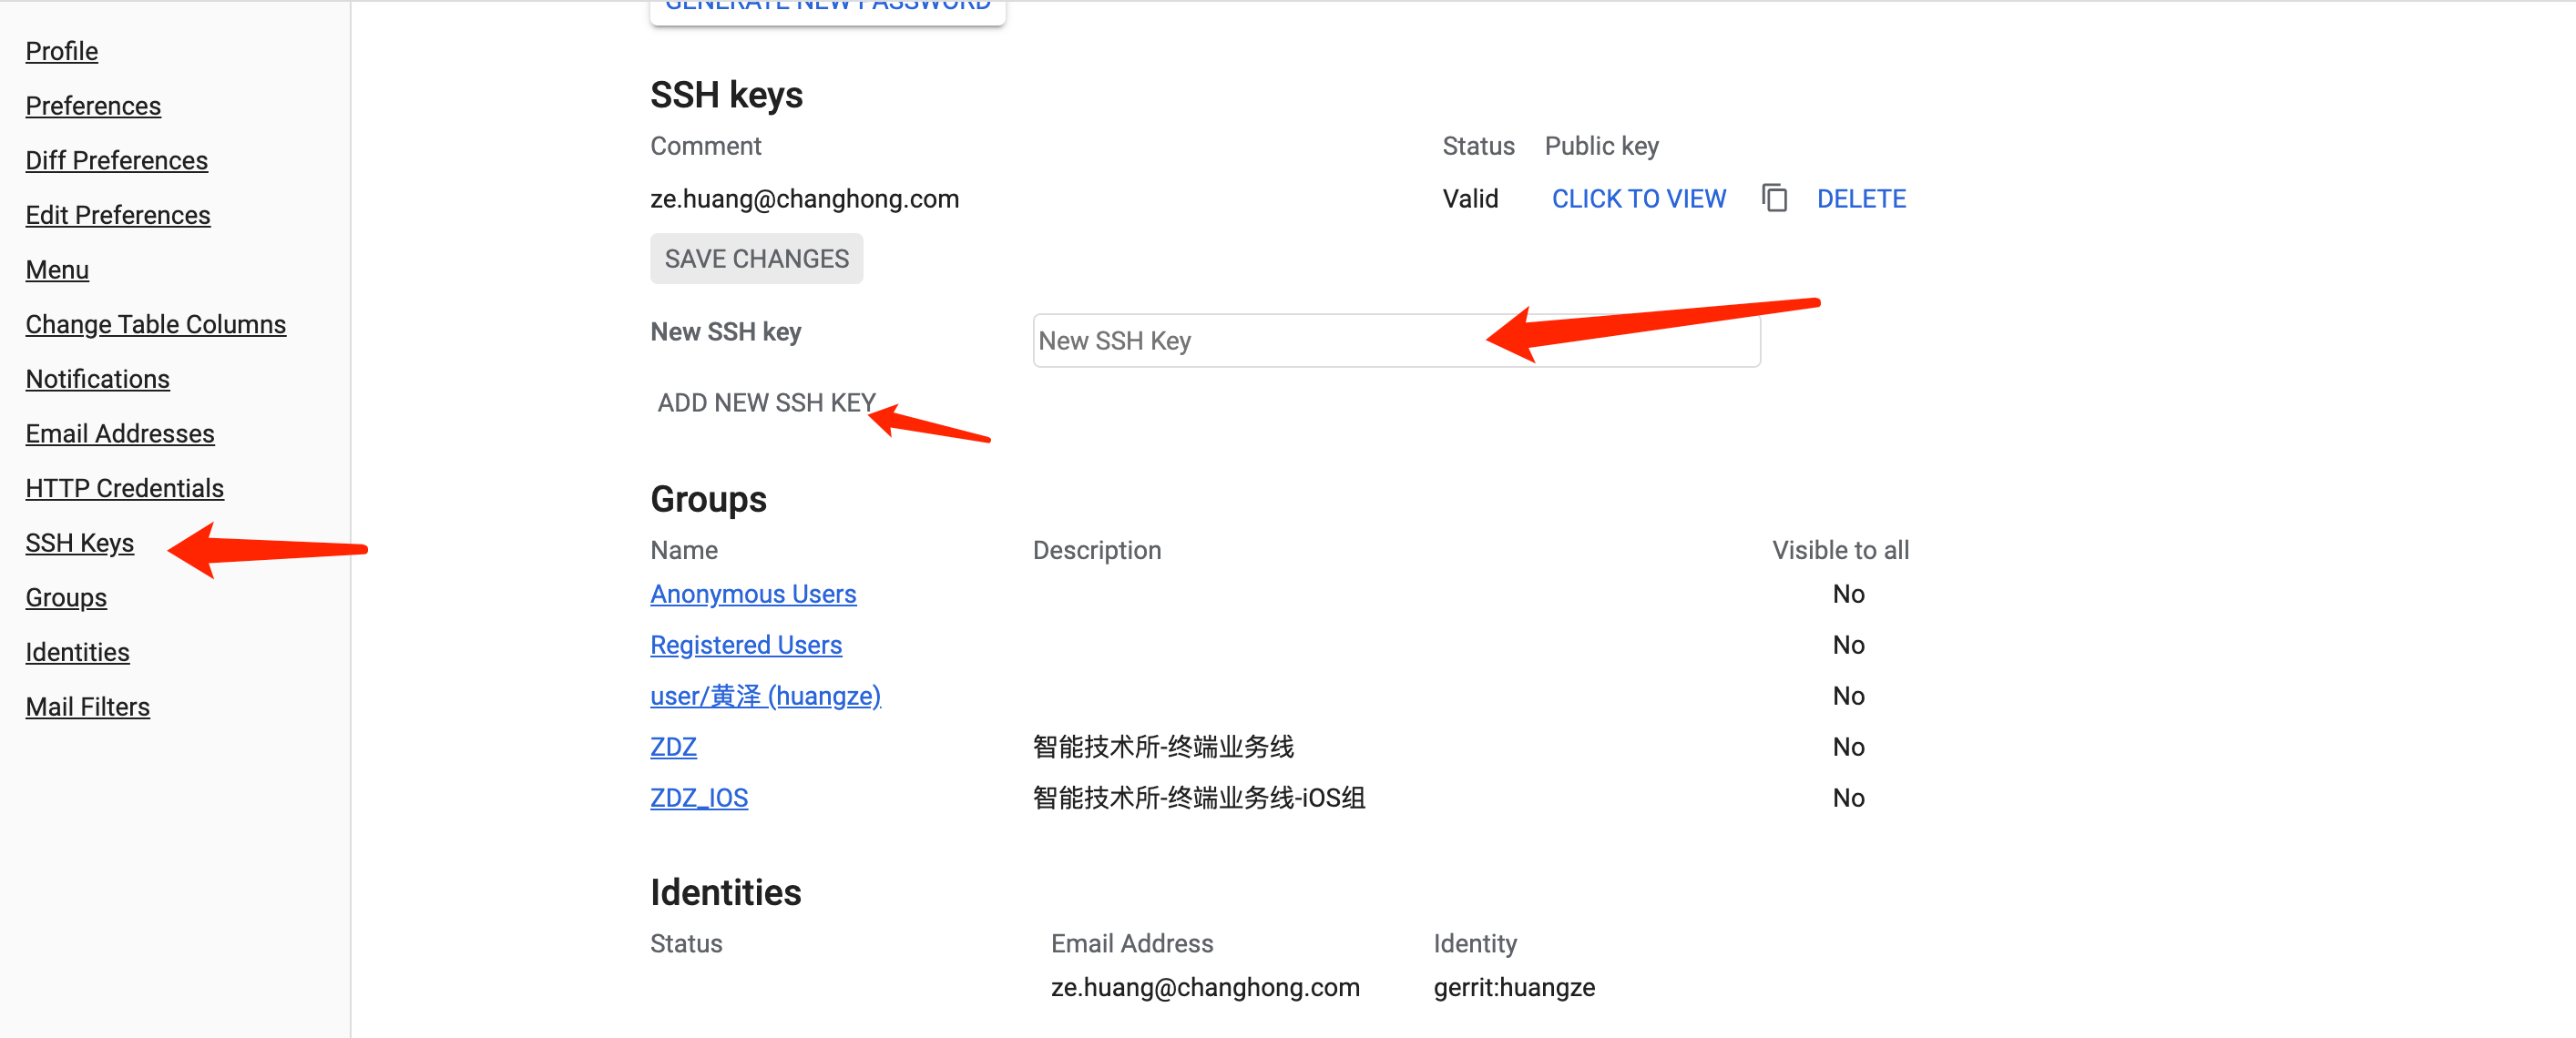 Profile
Preferences
Diff Preferences
Edit Preferences
Menu
Change Table Columns
Notifications
Email Addresses
HTTP Credentials
SSH Keys
Groups
Identities
Mail Filters
GENERATE NEW PASSWORD
SSH keys
Comment Status Public key
ze.huang@changhong.com Valid CLICK TO VIEW DELETE
SAVE CHANGES
New SSH key New SSH Key
ADD NEW SSH KEY
Groups
Name Description Visible to all
Anonymous Users No
Registered Users No
user/黄泽 (huangze) No
ZDZ 智能技术所-终端业务线 No
ZDZ_IOS 智能技术所-终端业务线-iOS组 No
Identities
Status Email Address Identity
ze.huang@changhong.com gerrit:huangze